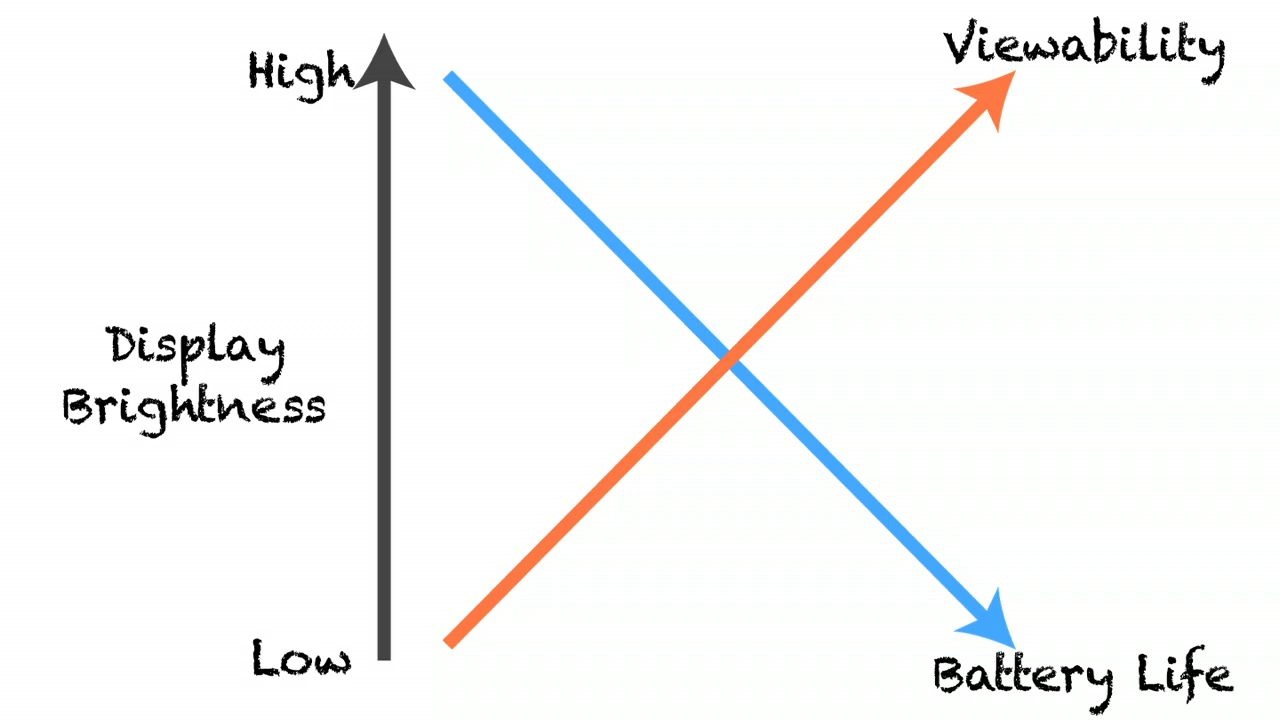 Viewability
High
Display
Brightness
Low
Battery Life